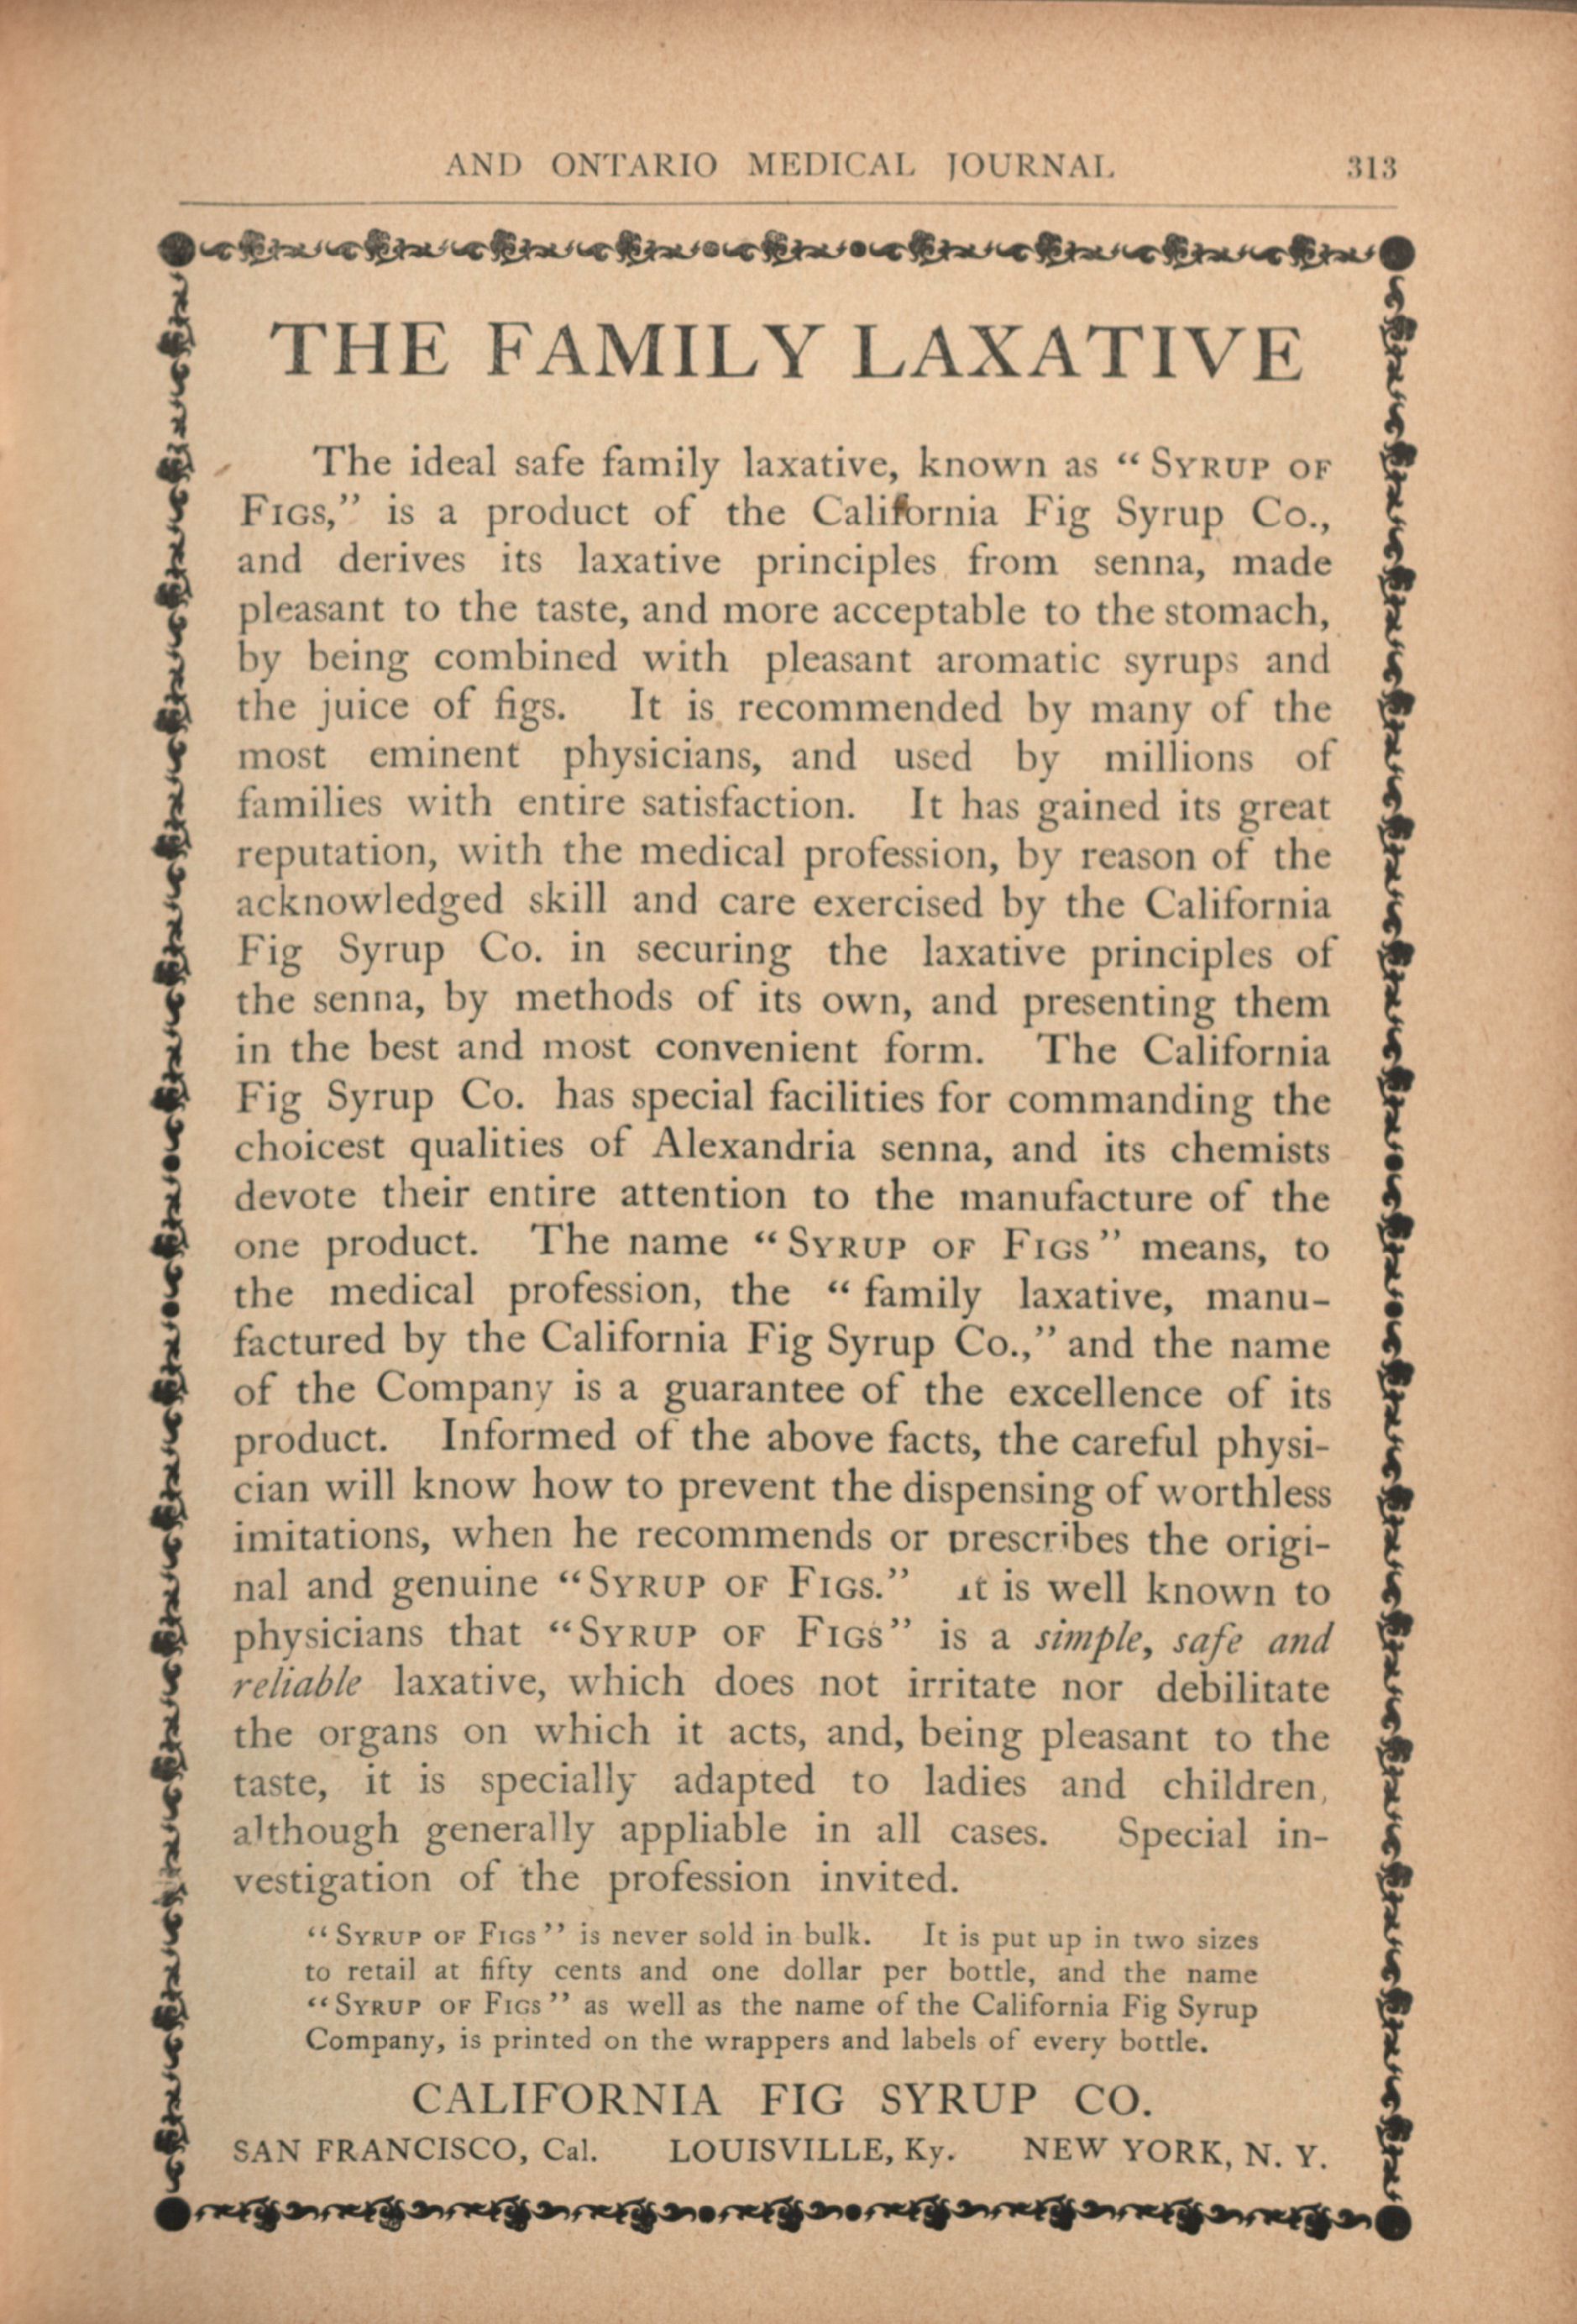 AND ONTARIO MEDICAL JOURNAL 313
THE FAMILY LAXATIVE
The ideal safe family laxative, known as “ SYRUP OF
FIGS,” is a product of the California Fig Syrup Co.,
and derives its laxative principles from senna, made
pleasant to the taste, and more acceptable to the stomach,
by being combined with pleasant aromatic syrups and
the juice of figs. It is recommended by many of the
most eminent physicians, and used by millions of
families with entire satisfaction. It has gained its great
reputation, with the medical profession, by reason of the
acknowledged skill and care exercised by the California
Fig Syrup Co. in securing the laxative principles of
the senna, by methods of its own, and presenting them
in the best and most convenient form. The California
Fig Syrup Co. has special facilities for commanding the
choicest qualities of Alexandria senna, and its chemists
devote their entire attention to the manufacture of the
one product. The name “ SYRUP OF FIGS ” means, to
the medical profession, the “ family laxative, manu-
factured by the California Fig Syrup Co.,” and the name
of the Company is a guarantee of the excellence of its
product. Informed of the above facts, the careful physi-
cian will know how to prevent the dispensing of worthless
imitations, when he recommends or prescribes the origi-
nal and genuine “ SYRUP OF FIGS.” It is well known to
physicians that “ SYRUP OF FIGS ” is a simple, safe and
reliable laxative, which does not irritate nor debilitate
the organs on which it acts, and, being pleasant to the
taste, it is specially adapted to ladies and children,
although generally appliable in all cases. Special in-
vestigation of the profession invited.
“ SYRUP OF FIGS ” is never sold in bulk. It is put up in two sizes
to retail at fifty cents and one dollar per bottle, and the name
“ SYRUP OF FIGS ” as well as the name of the California Fig Syrup
Company, is printed on the wrappers and labels of every bottle.
CALIFORNIA FIG SYRUP CO.
SAN FRANCISCO, Cal. LOUISVILLE, Ky. NEW YORK, N. Y.